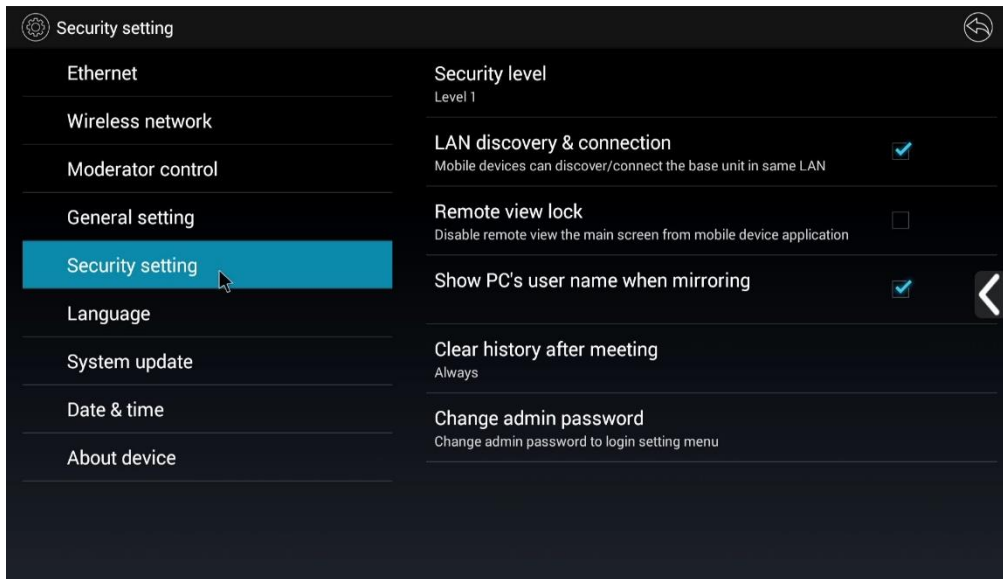 Security setting
Ethernet
Wireless network
Moderator control
General setting
Security setting
Language
System update
Date & time
About device
Security level
Level 1
LAN discovery & connection
Mobile devices can discover/connect the base unit in same LAN
Remote view lock
Disable remote view the main screen from mobile device application
Show PC's user name when mirroring
Clear history after meeting
Always
Change admin password
Change admin password to login setting menu